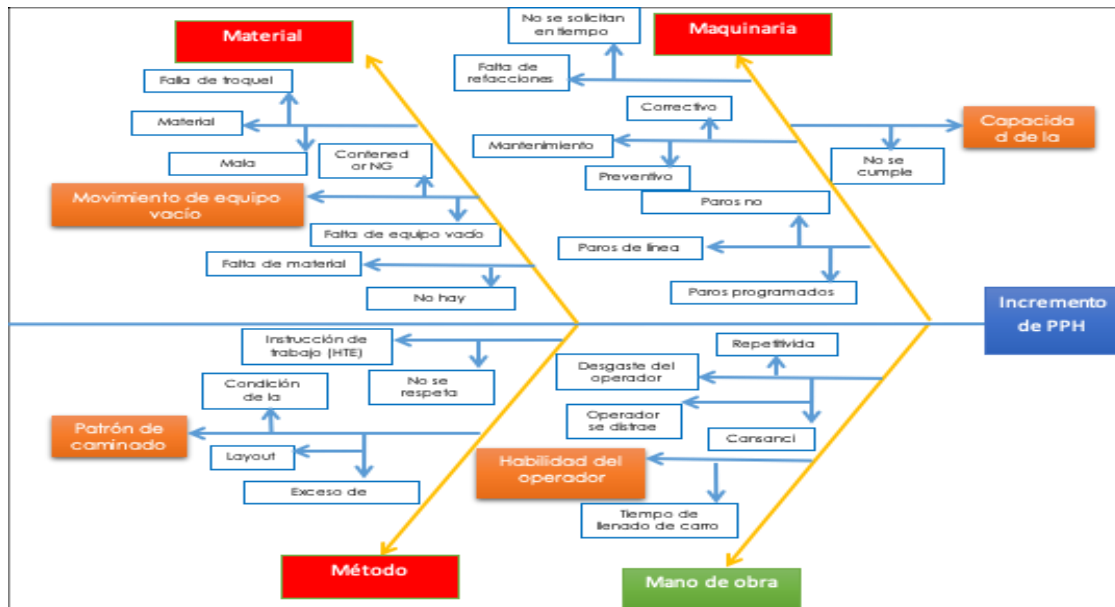 Material
Falla de troquel
Material
Mala
Contened
or NG
Movimiento de equipo
vacío
Falta de equipo vacío
Falta de material
No hay
No se solicitan
en tiempo
Maquinaria
Falta de
refacciones
Correctivo
Mantenimiento
Preventivo
Capacida
d de la
No se
cumple
Paros no
Paros de línea
Paros programados
Incremento
de PPH
Instrucción de
trabajo (HTE)
No se
respeta
Condición
de la
Patrón de
caminado
Layout
Exceso de
Método
Repetitivida
Desgaste del
operador
Operador
se distrae
Cansanci
Habilidad del
operador
Tiempo de
llenado de carro
Mano de obra